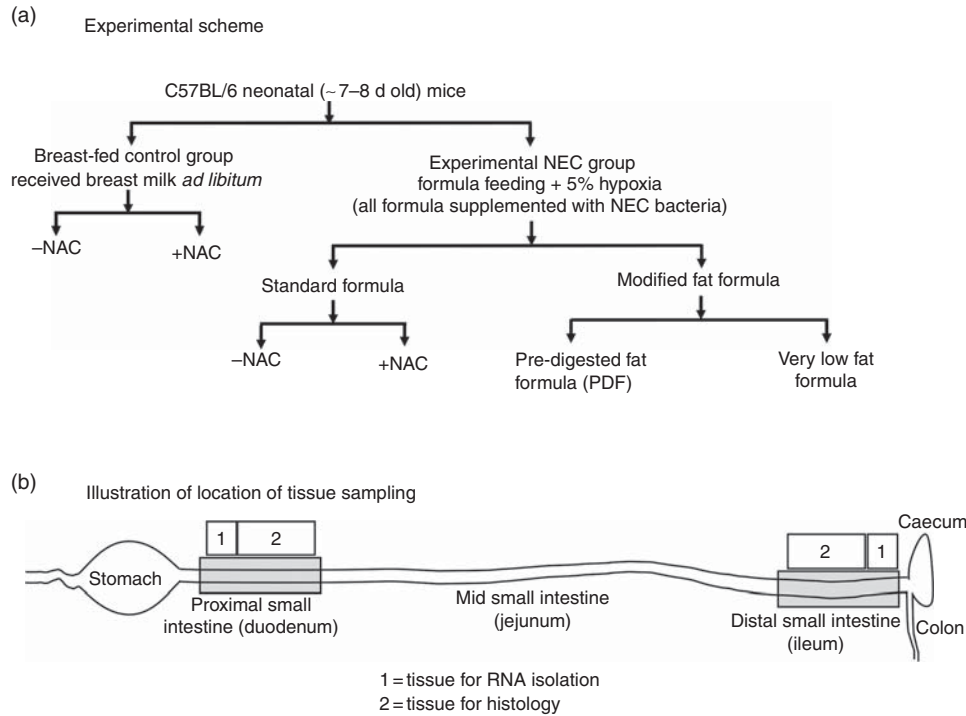 (a)
Experimental scheme
C57BL/6 neonatal (~7–8 d old) mice
Breast-fed control group
received breast milk ad libitum
Experimental NEC group
formula feeding + 5% hypoxia
(all formula supplemented with NEC bacteria)
–NAC
+NAC
Standard formula
Modified fat formula
–NAC
+NAC
Pre-digested fat
formula (PDF)
Very low fat
formula
(b)
Illustration of location of tissue sampling
1
2
2
1
Caecum
Stomach
Proximal small
intestine (duodenum)
Mid small intestine
(jejunum)
Distal small intestine
(ileum)
Colon
1 = tissue for RNA isolation
2 = tissue for histology